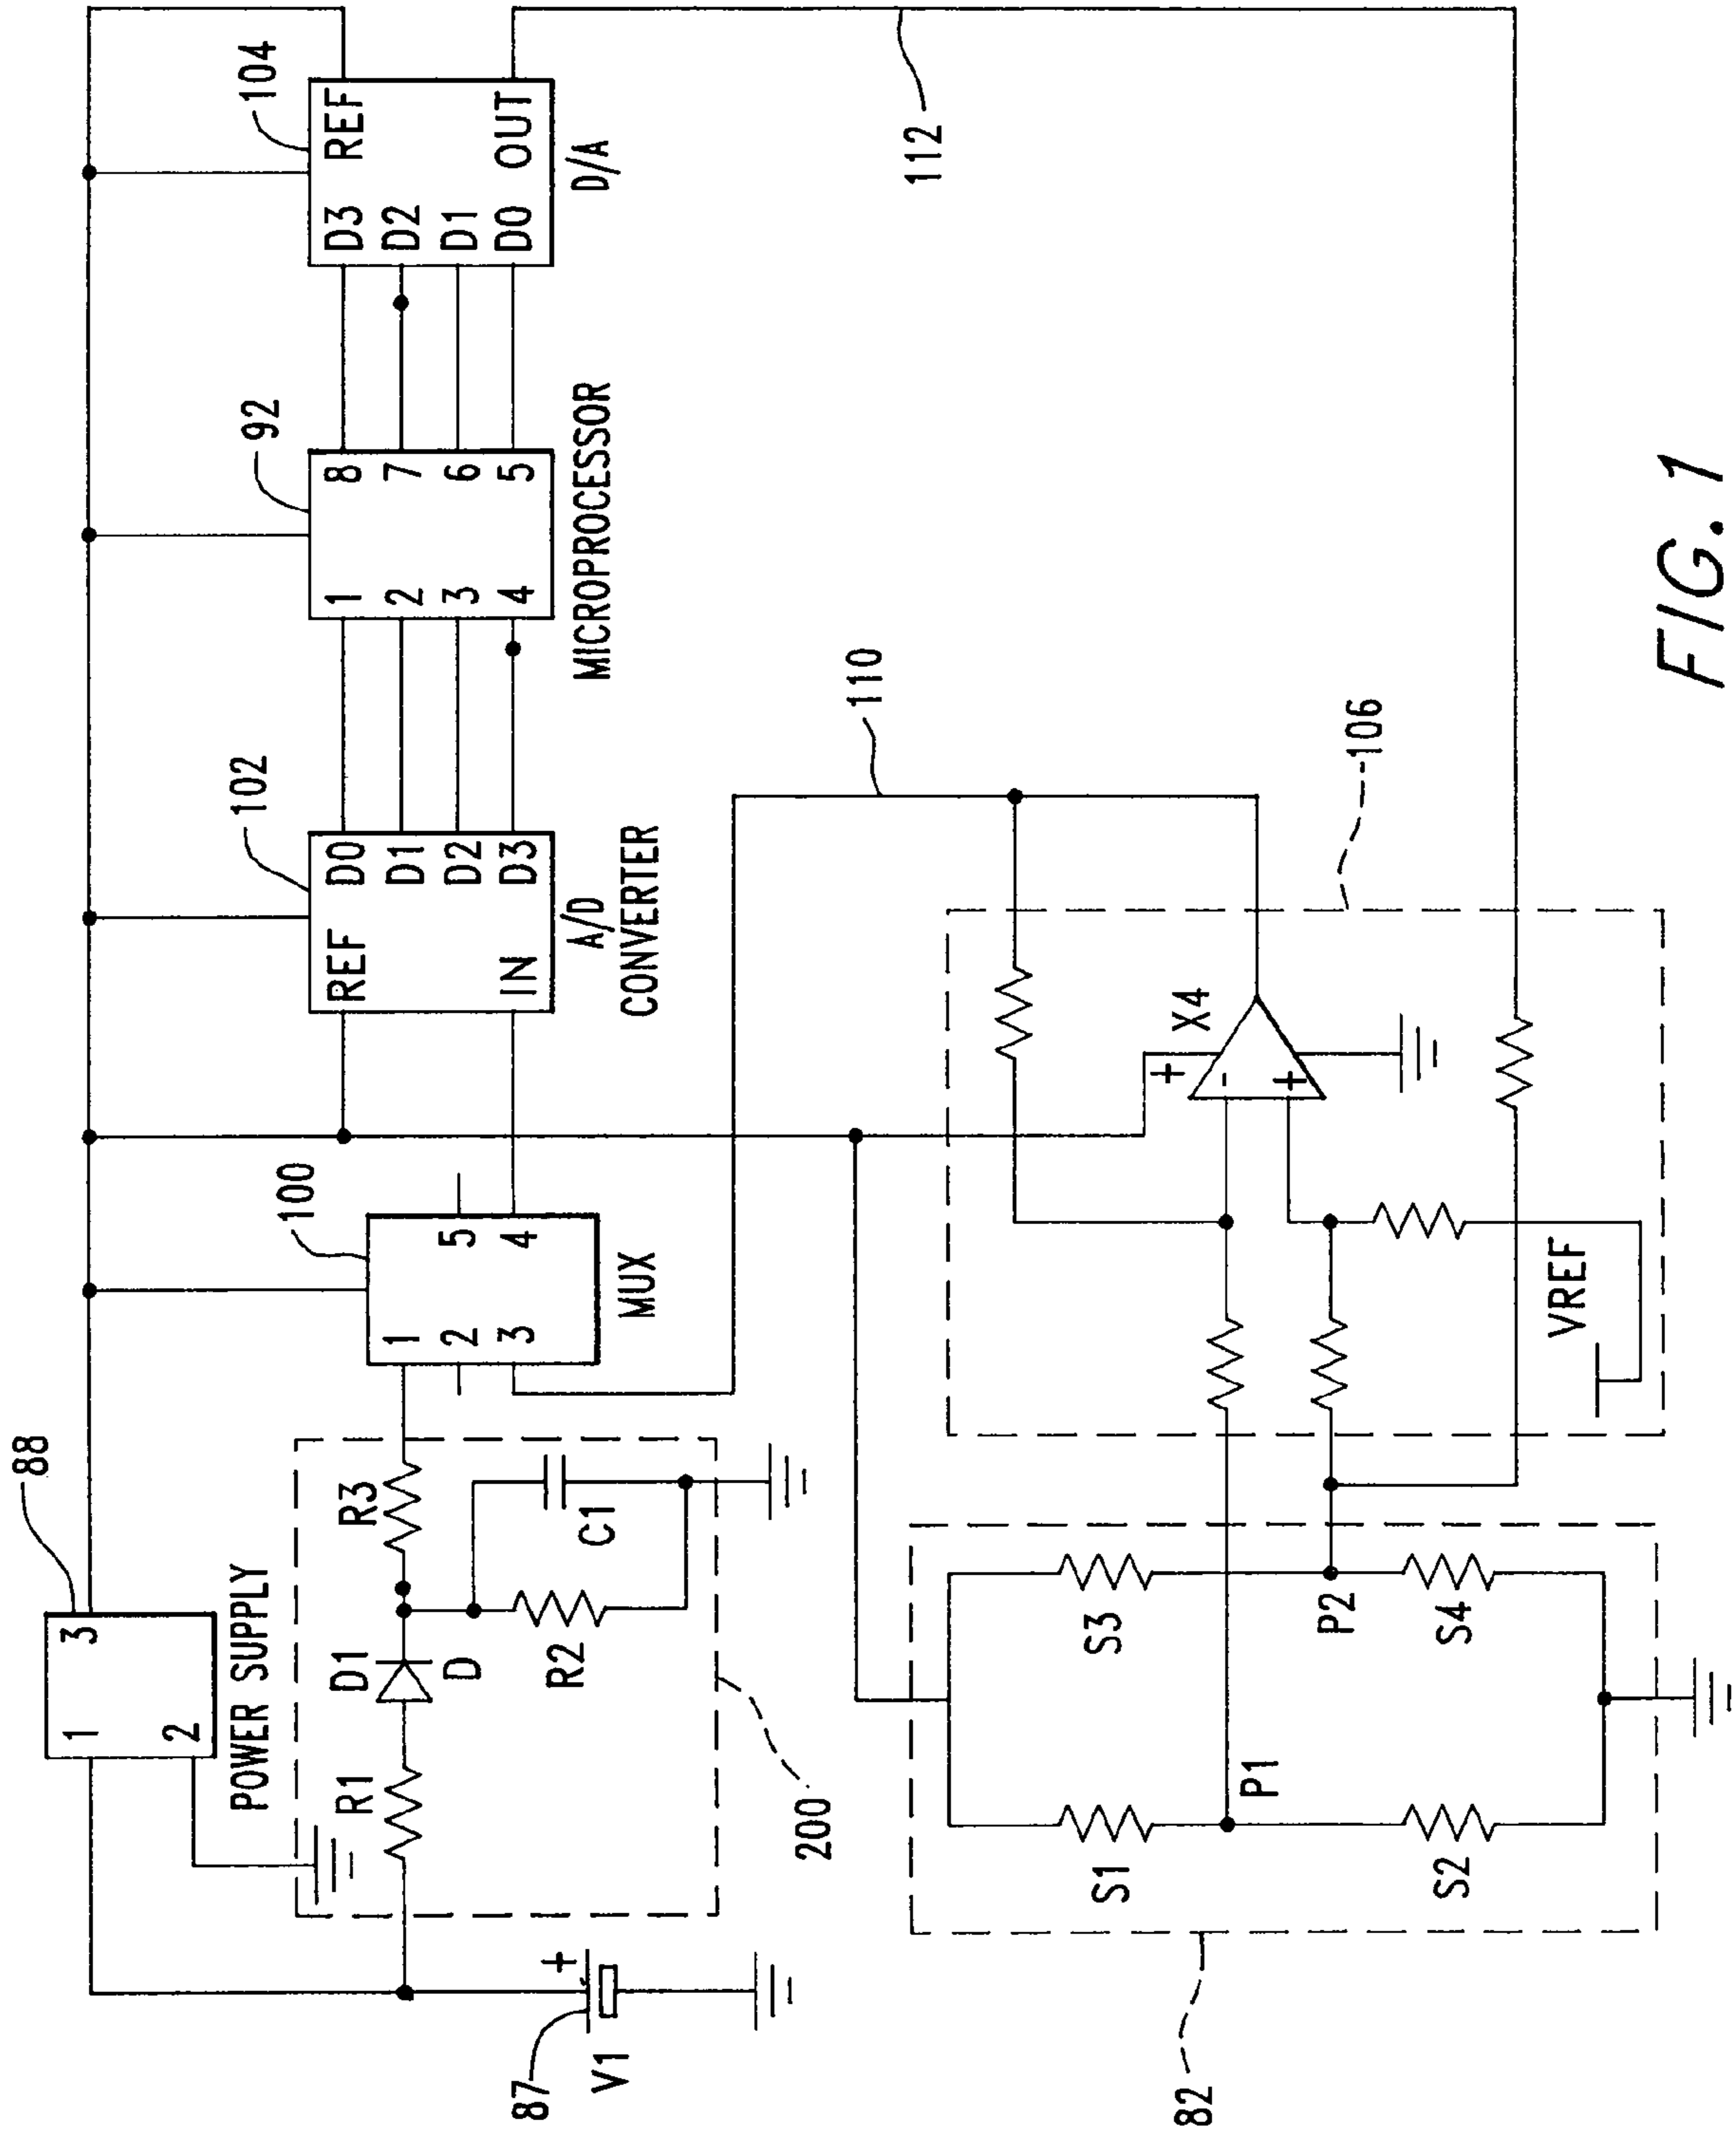 88
3
1
2
POWER SUPPLY
104
REF
D3
D2
D1
D0
OUT
D/A
92
1
2
3
4
8
7
6
5
MICROPROCESSOR
102
REF
IN
D0
D1
D2
D3
A/D
CONVERTER
100
1
2
3
5
4
MUX
R1
D1
D
R3
R2
C1
200
+
87
V1
112
110
106
X4
+
-
+
VREF
S1
S3
P1
P2
S2
S4
82
FIG. 1